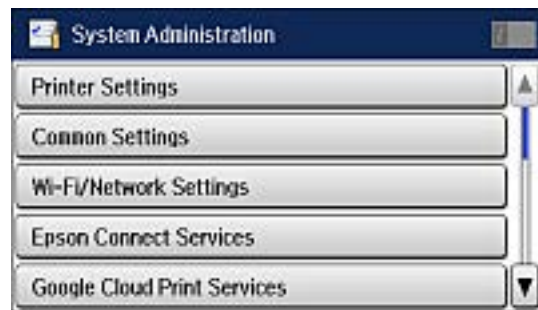 System Administration
Printer Settings
Common Settings
Wi-Fi/Network Settings
Epson Connect Services
Google Cloud Print Services